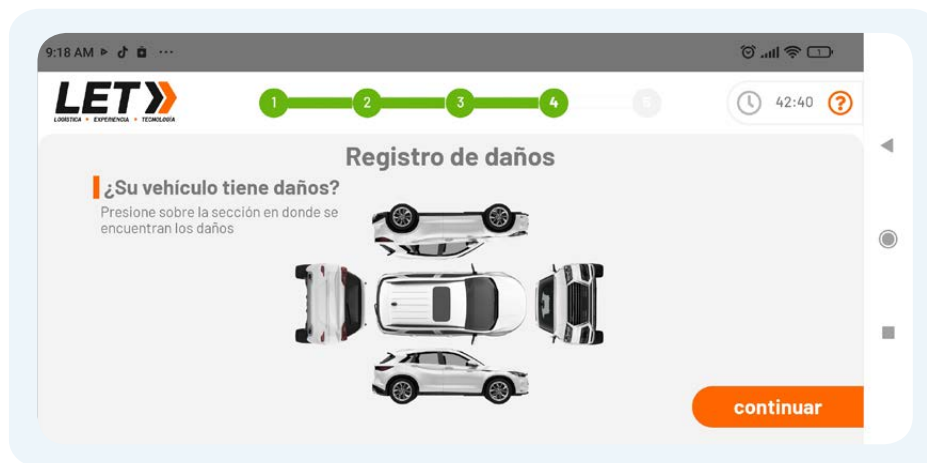 9:18 AM
LET
LOGÍSTICA • EXPERIENCIA • TECNOLOGÍA
1 2 3 4 5
42:40 ?
Registro de daños
¿Su vehículo tiene daños?
Presione sobre la sección en donde se
encuentran los daños
continuar